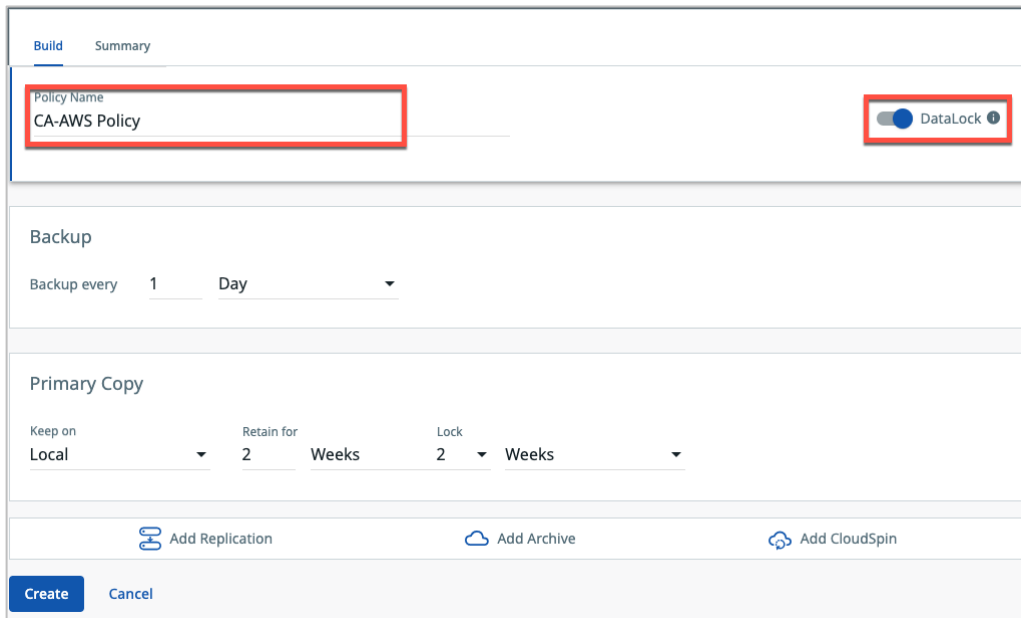 Build Summary
Policy Name
CA-AWS Policy
DataLock
Backup
Backup every 1 Day
Primary Copy
Keep on Retain for Lock
Local 2 Weeks 2 Weeks
Add Replication Add Archive Add CloudSpin
Create Cancel